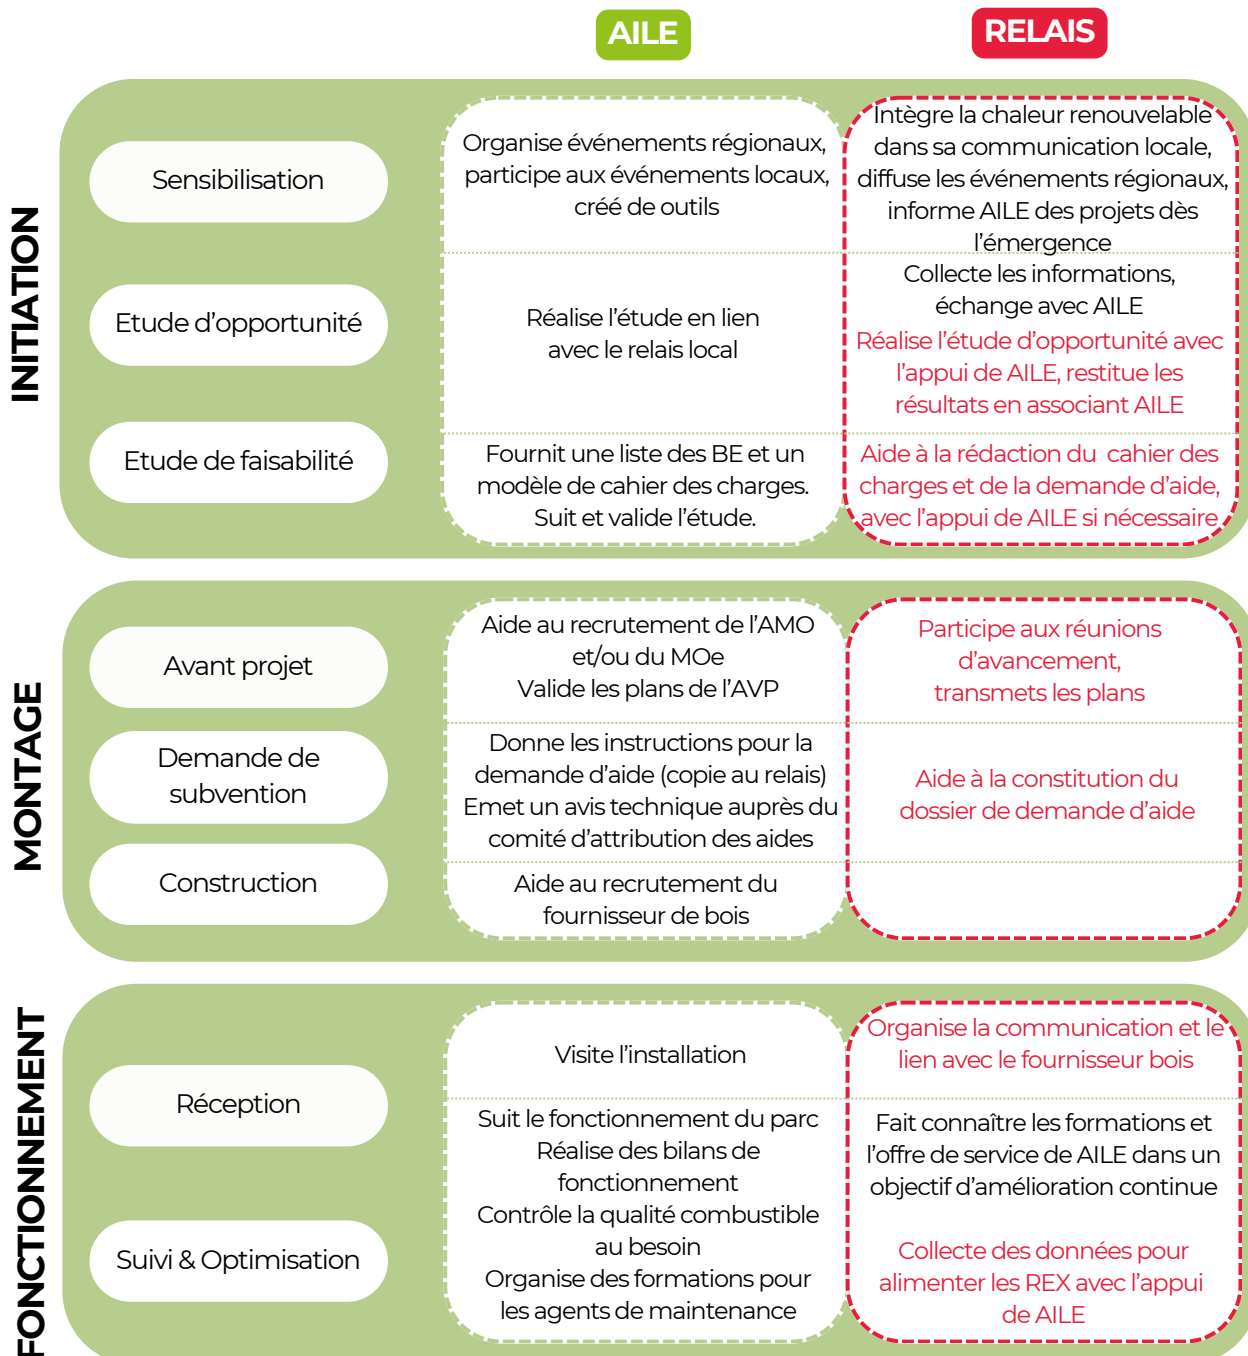 AILE
RELAIS
INITIATION
Sensibilisation
Organise événements régionaux,
participe aux événements locaux,
créé de outils
Intègre la chaleur renouvelable
dans sa communication locale,
diffuse les événements régionaux,
informe AILE des projets dès
l'émergence
Etude d'opportunité
Réalise l'étude en lien
avec le relais local
Collecte les informations,
échange avec AILE
Réalise l'étude d'opportunité avec
l'appui de AILE, restitue les
résultats en associant AILE
Etude de faisabilité
Fournit une liste des BE et un
modèle de cahier des charges.
Suit et valide l'étude.
Aide à la rédaction du cahier des
charges et de la demande d'aide,
avec l'appui de AILE si nécessaire
MONTAGE
Avant projet
Aide au recrutement de l'AMO
et/ou du MOe
Valide les plans de l'AVP
Participe aux réunions
d'avancement,
transmets les plans
Demande de
subvention
Donne les instructions pour la
demande d'aide (copie au relais)
Emet un avis technique auprès du
comité d'attribution des aides
Aide à la constitution du
dossier de demande d'aide
Construction
Aide au recrutement du
fournisseur de bois
FONCTIONNEMENT
Réception
Visite l'installation
Organise la communication et le
lien avec le fournisseur bois
Suivi & Optimisation
Suit le fonctionnement du parc
Réalise des bilans de
fonctionnement
Contrôle la qualité combustible
au besoin
Organise des formations pour
les agents de maintenance
Fait connaître les formations et
l'offre de service de AILE dans un
objectif d'amélioration continue
Collecte des données pour
alimenter les REX avec l'appui
de AILE